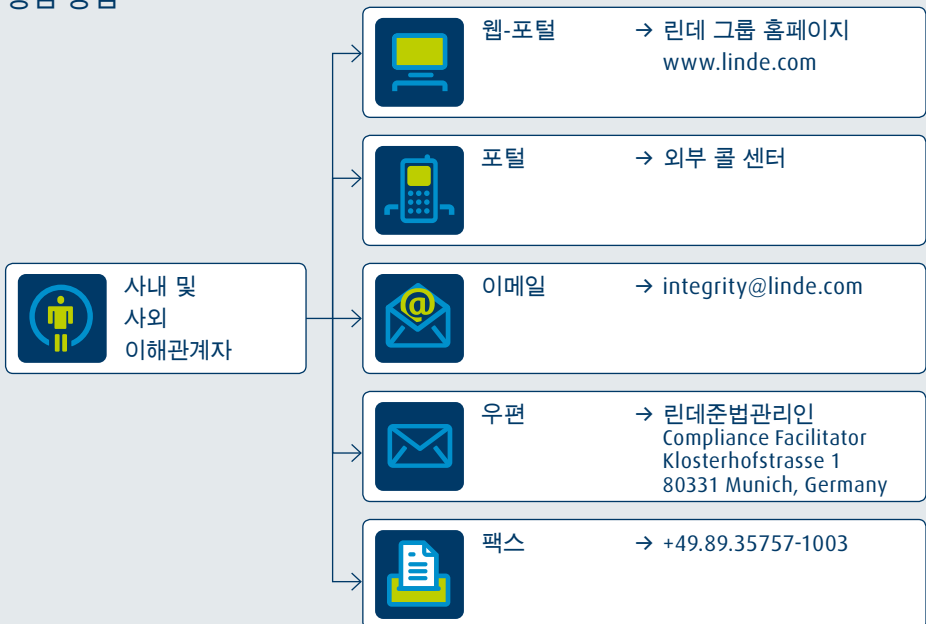 웹-포털 → 린데 그룹 홈페이지
www.linde.com
포털 → 외부 콜 센터
사내 및
사외
이해관계자
이메일 → integrity@linde.com
우편 → 린데준법관리인
Compliance Facilitator
Klosterhofstrasse 1
80331 Munich, Germany
팩스 → +49.89.35757-1003